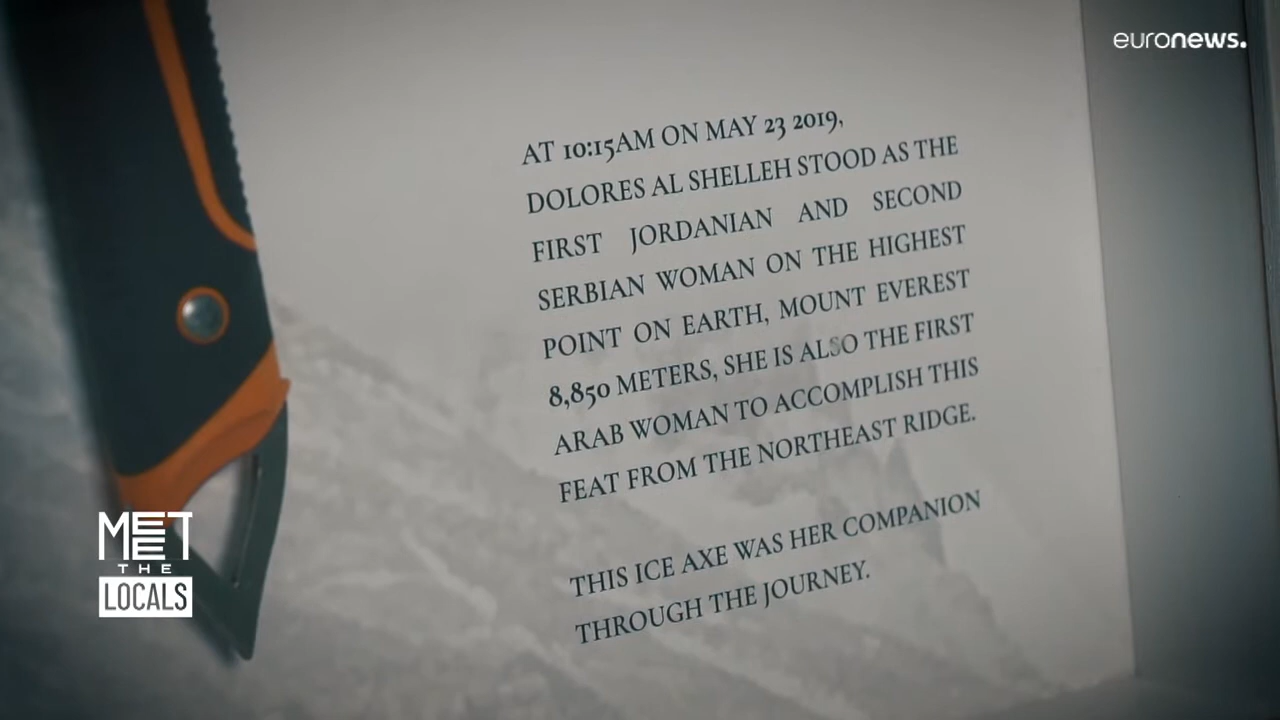 euronews.
AT 10:15AM ON MAY 23 2019,
DOLORES AL SHELLEH STOOD AS THE
FIRST JORDANIAN AND SECOND
SERBIAN WOMAN ON THE HIGHEST
POINT ON EARTH, MOUNT EVEREST
8,850 METERS, SHE IS ALSO THE FIRST
ARAB WOMAN TO ACCOMPLISH THIS
FEAT FROM THE NORTHEAST RIDGE.
THIS ICE AXE WAS HER COMPANION
THROUGH THE JOURNEY.
MEET
THE
LOCALS